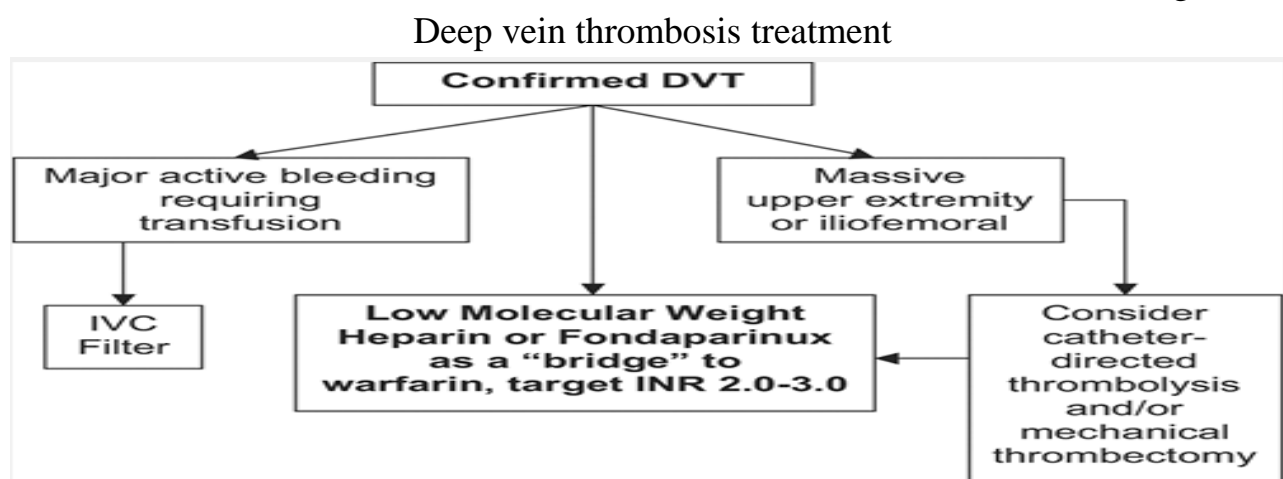 Deep vein thrombosis treatment
Confirmed DVT
Major active bleeding
requiring
transfusion
Massive
upper extremity
or iliofemoral
IVC
Filter
Low Molecular Weight
Heparin or Fondaparinux
as a “bridge” to
warfarin, target INR 2.0-3.0
Consider
catheter-
directed
thrombolysis
and/or
mechanical
thrombectomy